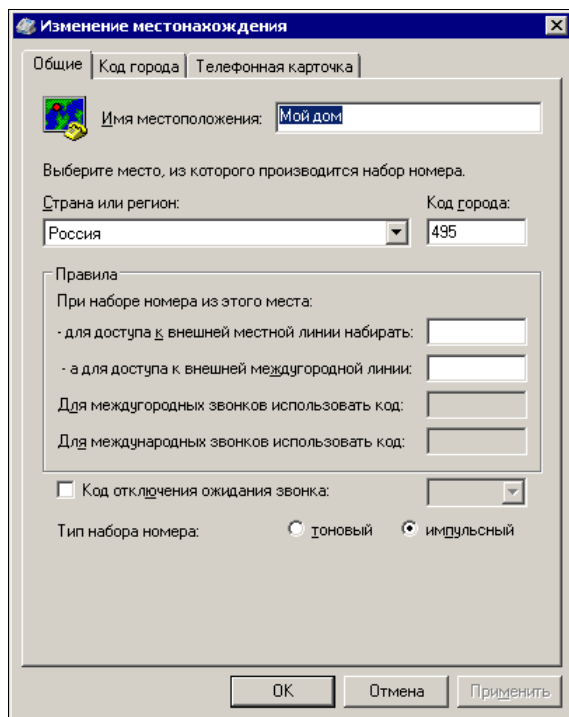 Изменение местонахождения
Общие Код города Телефонная карточка
Имя местоположения: Мой дом
Выберите место, из которого производится набор номера.
Страна или регион: Код города:
Россия 495
Правила
При наборе номера из этого места:
- для доступа к внешней местной линии набирать:
- а для доступа к внешней междугородной линии:
Для междугородных звонков использовать код:
Для международных звонков использовать код:
Код отключения ожидания звонка:
Тип набора номера: тоновый импульсный
OK Отмена Применить